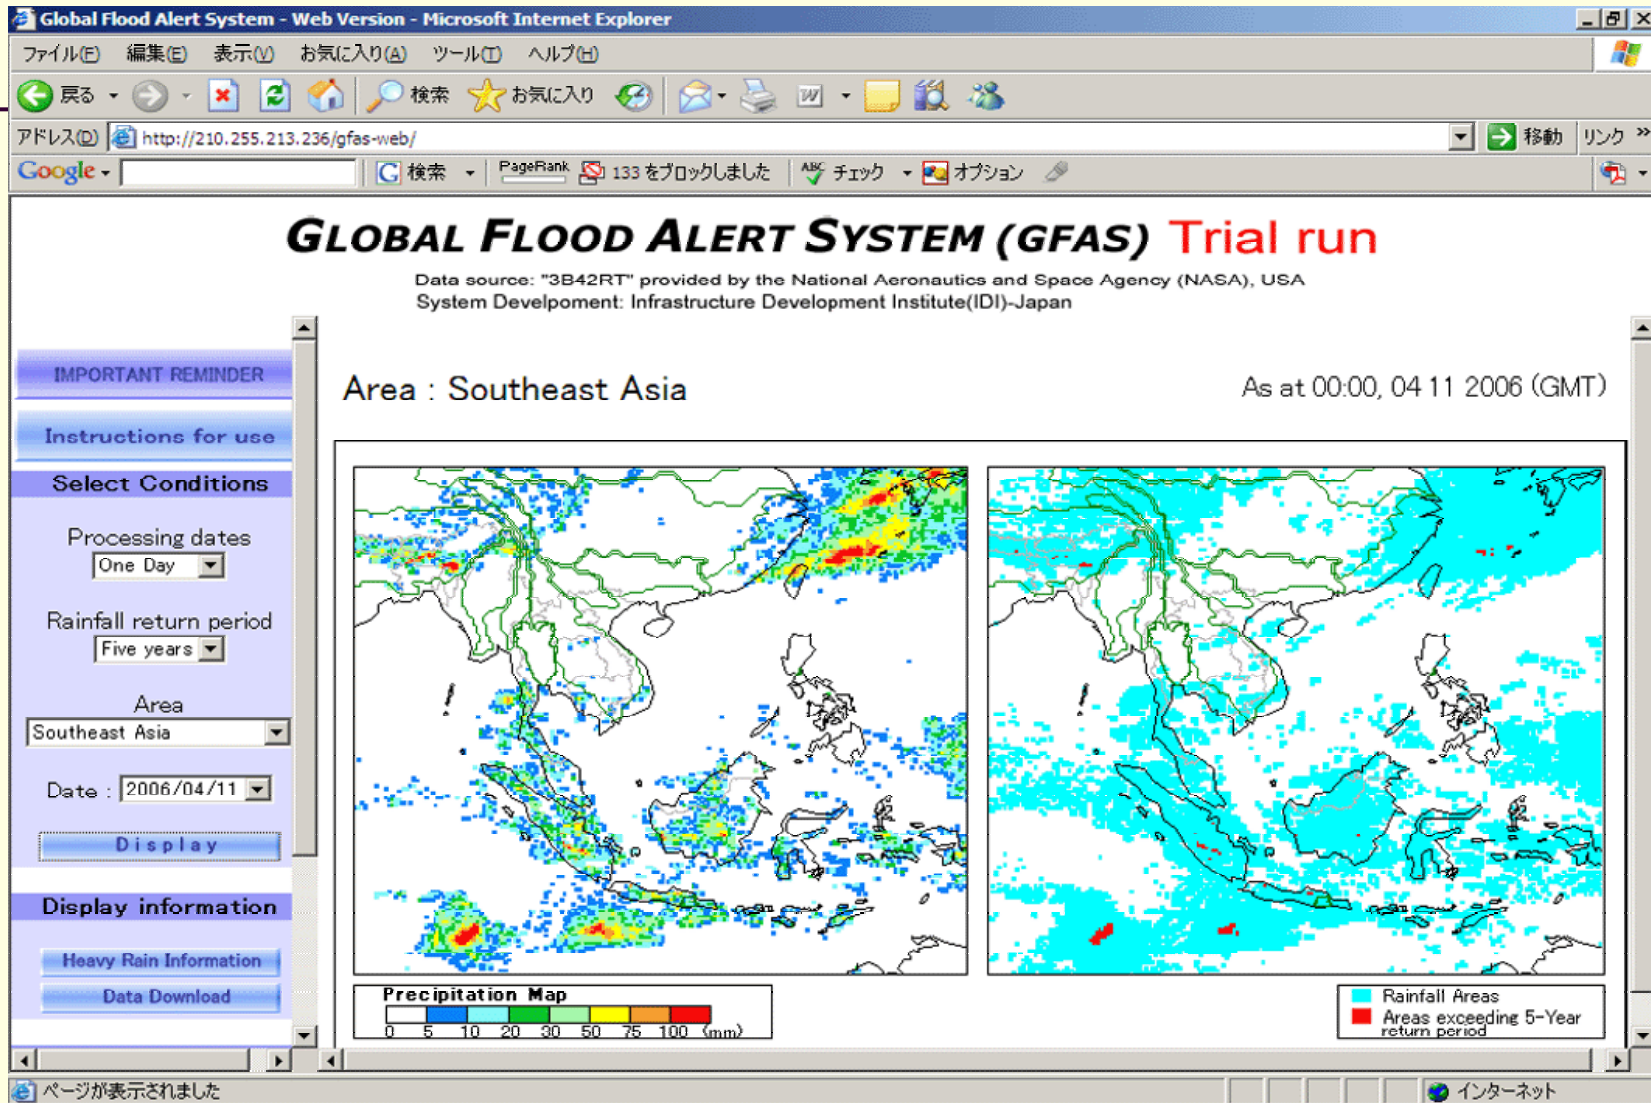 Global Flood Alert System - Web Version - Microsoft Internet Explorer
ファイル(F) 編集(E) 表示(V) お気に入り(A) ツール(T) ヘルプ(H)
戻る 検索 お気に入り
アドレス(D) http://210.255.213.236/gfas-web/ 移動 リンク »
Google 検索 PageRank 133 をブロックしました ABC チェック オプション
GLOBAL FLOOD ALERT SYSTEM (GFAS) Trial run
Data source: "3B42RT" provided by the National Aeronautics and Space Agency (NASA), USA
System Develpoment: Infrastructure Development Institute(IDI)-Japan
IMPORTANT REMINDER
Instructions for use
Select Conditions
Processing dates
One Day
Rainfall return period
Five years
Area
Southeast Asia
Date : 2006/04/11
Display
Display information
Heavy Rain Information
Data Download
Area : Southeast Asia
As at 00:00, 04 11 2006 (GMT)
Precipitation Map
0 5 10 20 30 50 75 100 (mm)
Rainfall Areas
Areas exceeding 5-Year
return period
ページが表示されました
インターネット